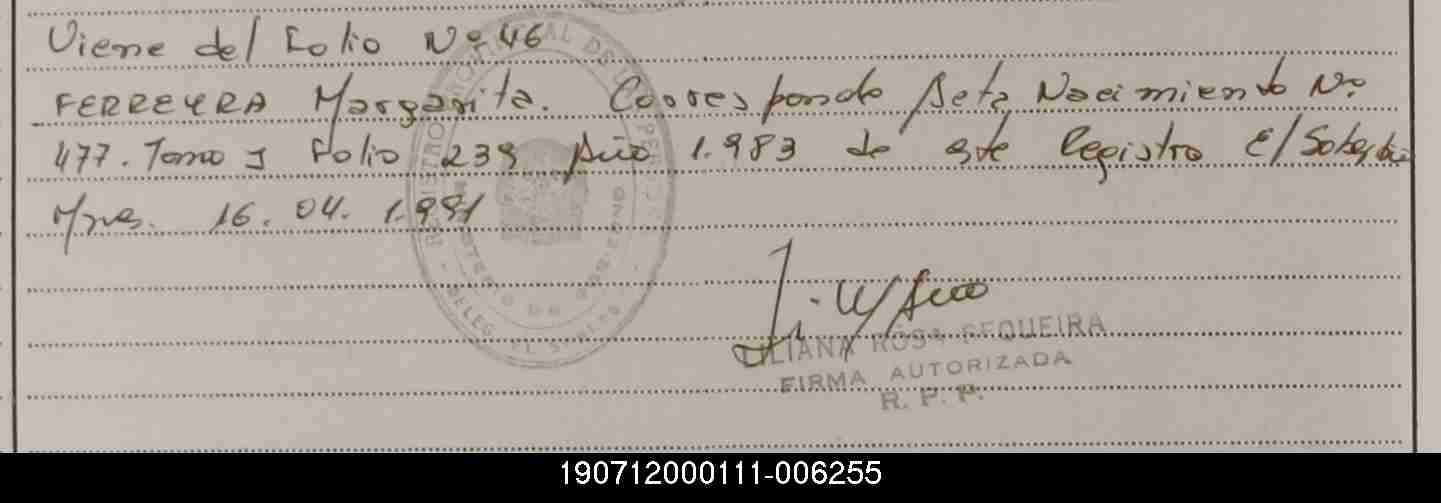 Viene del Folio Nº 46
FERREYRA Margarita. Corresponde Acta Nacimiento Nº
477. Tomo I Folio 239 Año 1.983 de este Registro E/Soberbio
Mnes. 16.04.1.991
LILIANA ROSA SEQUEIRA
FIRMA AUTORIZADA
R. P. P.
190712000111-006255